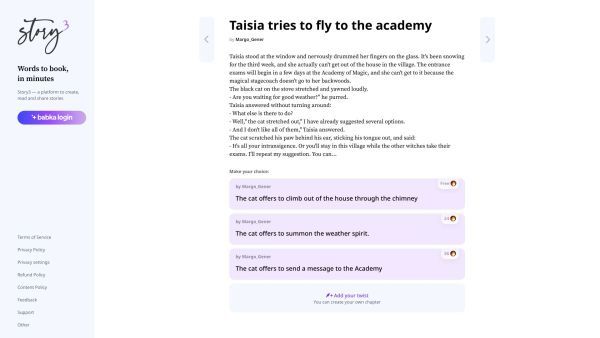 story3
Words to book,
in minutes
Story3 — a platform to create,
read and share stories
babka login
Terms of Service
Privacy Policy
Privacy settings
Refund Policy
Content Policy
Feedback
Support
Other
Taisia tries to fly to the academy
by Margo_Gener
Taisia stood at the window and nervously drummed her fingers on the glass. It's been snowing
for the third week, and she actually can't get out of the house in the village. The entrance
exams will begin in a few days at the Academy of Magic, and she can't get to it because the
magical stagecoach doesn't go to her backwoods.
The black cat on the stove stretched and yawned loudly.
- Are you waiting for good weather?" he purred.
Taisia answered without turning around:
- What else is there to do?
- Well," the cat stretched out," I have already suggested several options.
- And I don't like all of them," Taisia answered.
The cat scratched his paw behind his ear, sticking his tongue out, and said:
- It's all your intransigence. Or you'll stay in this village while the other witches take their
exams. I'll repeat my suggestion. You can...
Make your choice:
Free
by Margo_Gener
The cat offers to climb out of the house through the chimney
by Margo_Gener
The cat offers to summon the weather spirit.
by Margo_Gener
The cat offers to send a message to the Academy
Add your twist
You can create your own chapter